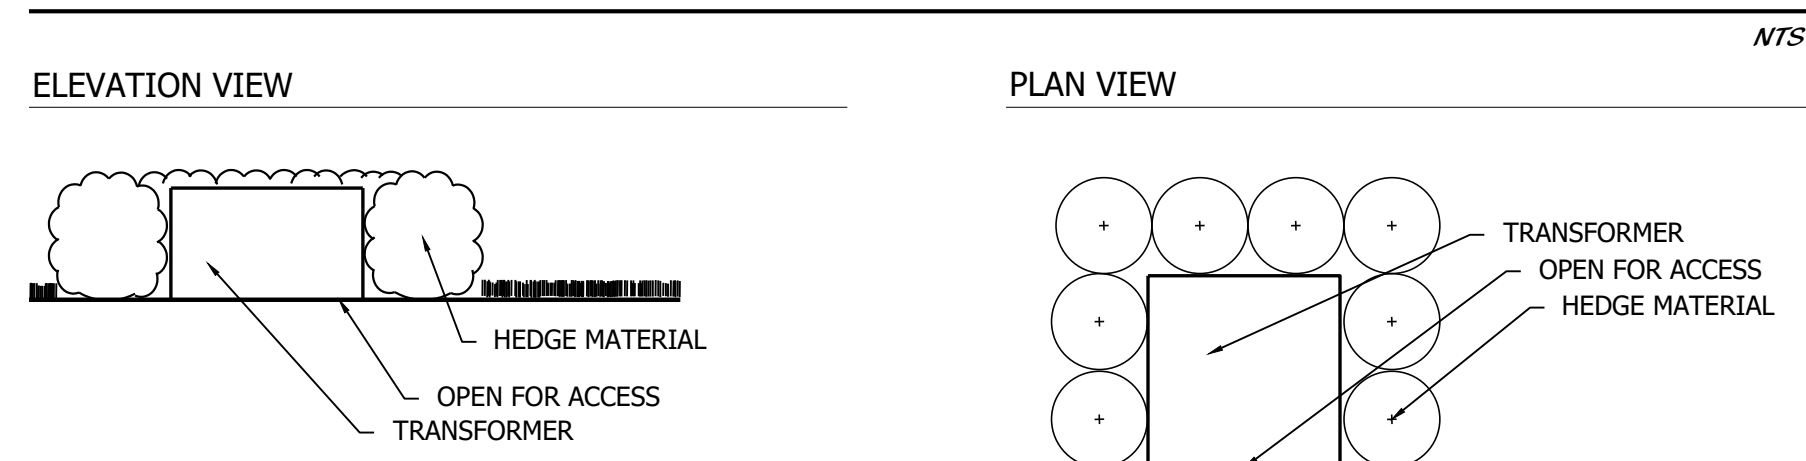 NTS
ELEVATION VIEW
HEDGE MATERIAL
OPEN FOR ACCESS
TRANSFORMER
PLAN VIEW
TRANSFORMER
OPEN FOR ACCESS
HEDGE MATERIAL